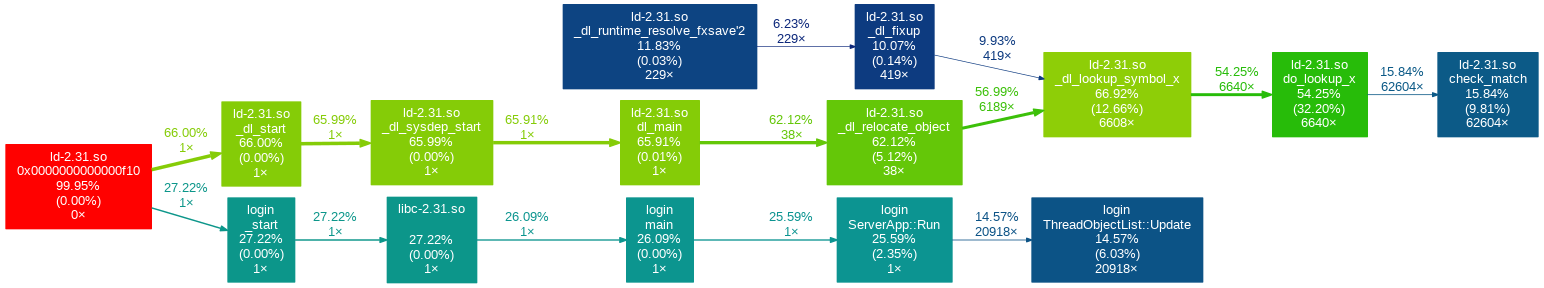 ld-2.31.so
_dl_runtime_resolve_fxsave'2
11.83%
(0.03%)
229×
6.23%
229×
ld-2.31.so
_dl_fixup
10.07%
(0.14%)
419×
9.93%
419×
ld-2.31.so
_dl_lookup_symbol_x
66.92%
(12.66%)
6608×
54.25%
6640×
ld-2.31.so
do_lookup_x
54.25%
(32.20%)
6640×
15.84%
62604×
ld-2.31.so
check_match
15.84%
(9.81%)
62604×
ld-2.31.so
0x0000000000000f10
99.95%
(0.00%)
0×
66.00%
1×
ld-2.31.so
_dl_start
66.00%
(0.00%)
1×
65.99%
1×
ld-2.31.so
_dl_sysdep_start
65.99%
(0.00%)
1×
65.91%
1×
ld-2.31.so
dl_main
65.91%
(0.01%)
1×
62.12%
38×
ld-2.31.so
_dl_relocate_object
62.12%
(5.12%)
38×
56.99%
6189×
27.22%
1×
login
_start
27.22%
(0.00%)
1×
27.22%
1×
libc-2.31.so
27.22%
(0.00%)
1×
26.09%
1×
login
main
26.09%
(0.00%)
1×
25.59%
1×
login
ServerApp::Run
25.59%
(2.35%)
1×
14.57%
20918×
login
ThreadObjectList::Update
14.57%
(6.03%)
20918×